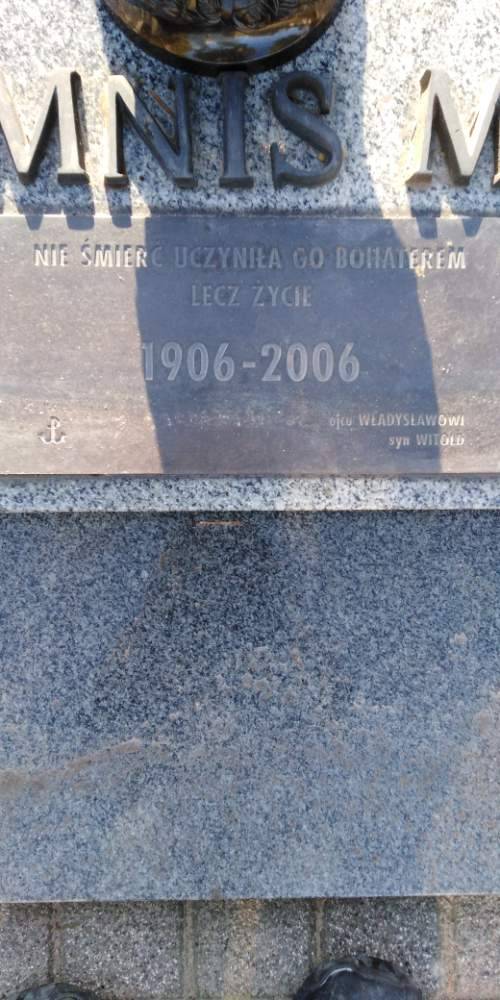 MNIS M
NIE ŚMIERĆ UCZYNIŁA GO BOHATEREM
LECZ ŻYCIE
1906-2006
ojcu WŁADYSŁAWOWI
syn WITOLD